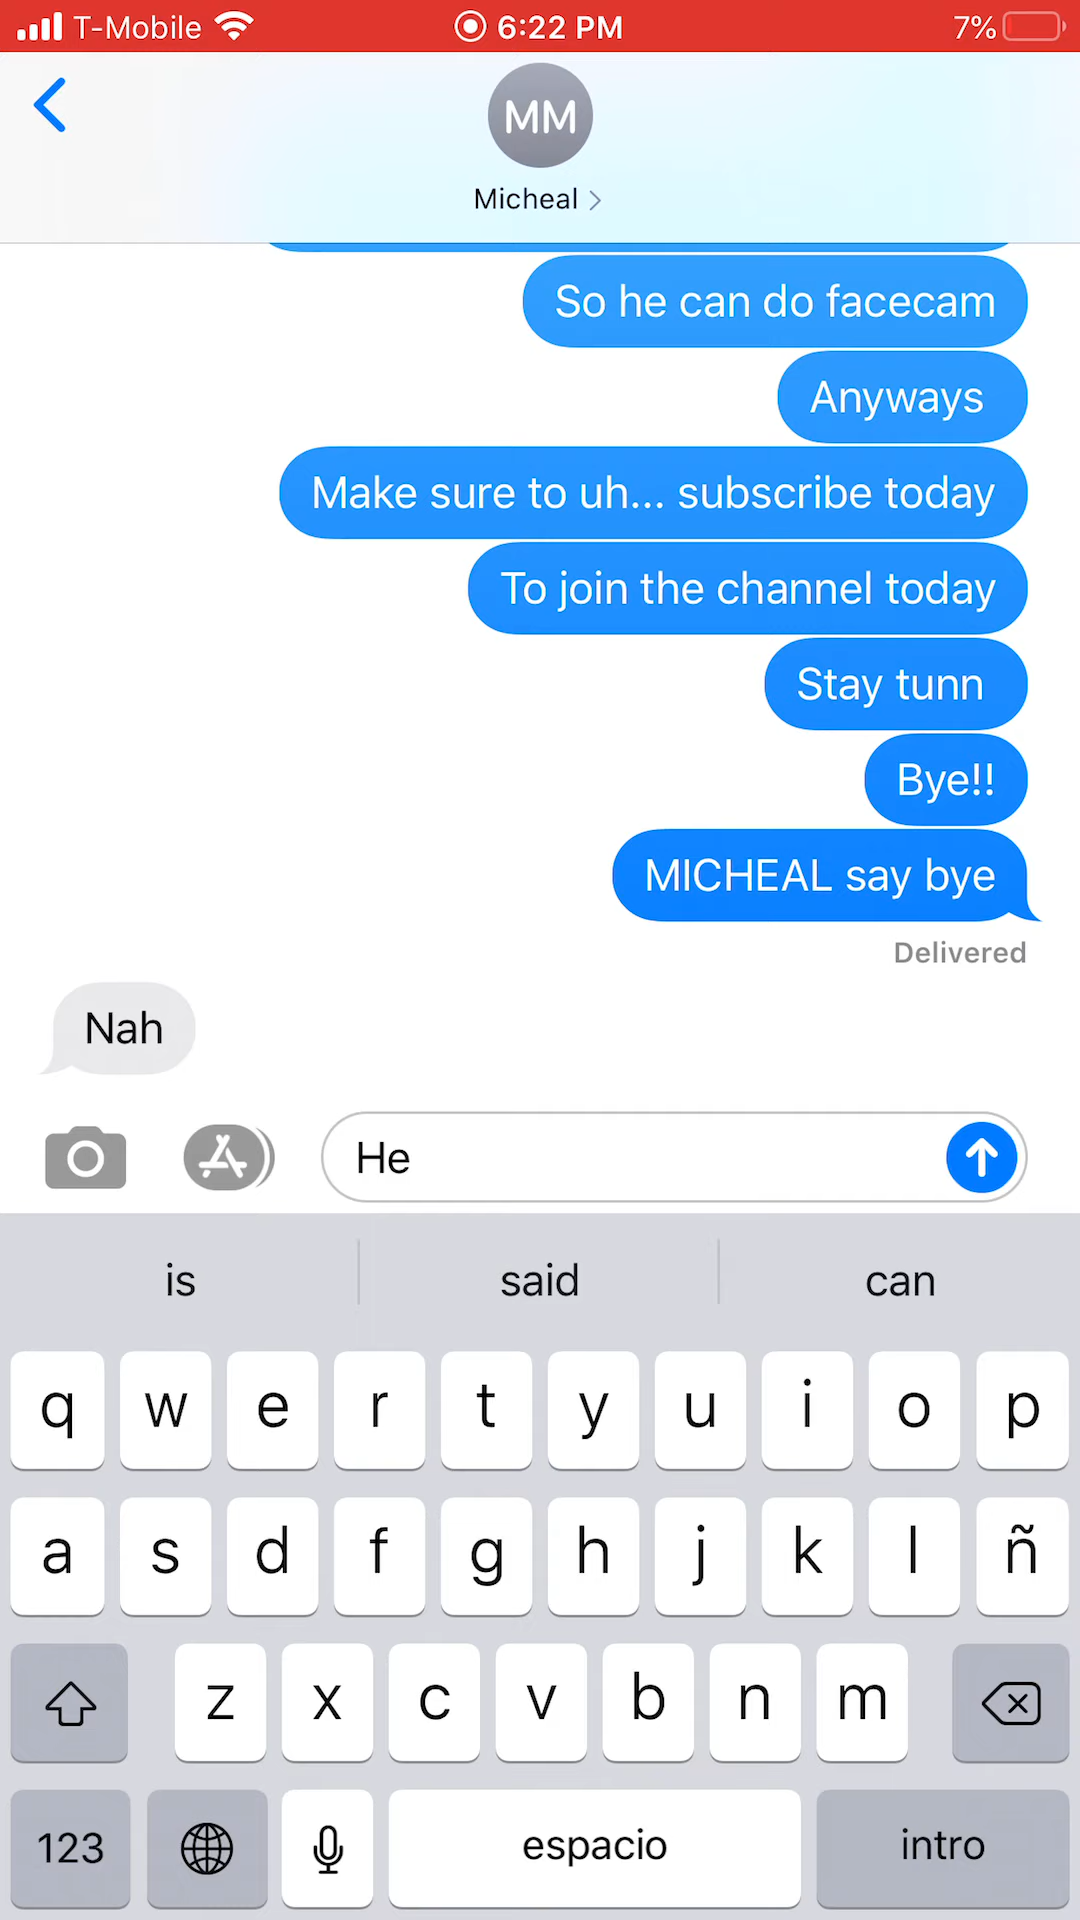 T-Mobile 6:22 PM 7%
MM
Micheal
So he can do facecam
Anyways
Make sure to uh... subscribe today
To join the channel today
Stay tunn
Bye!!
MICHEAL say bye
Delivered
Nah
He
is said can
q w e r t y u i o p
a s d f g h j k l ñ
z x c v b n m
123 espacio intro